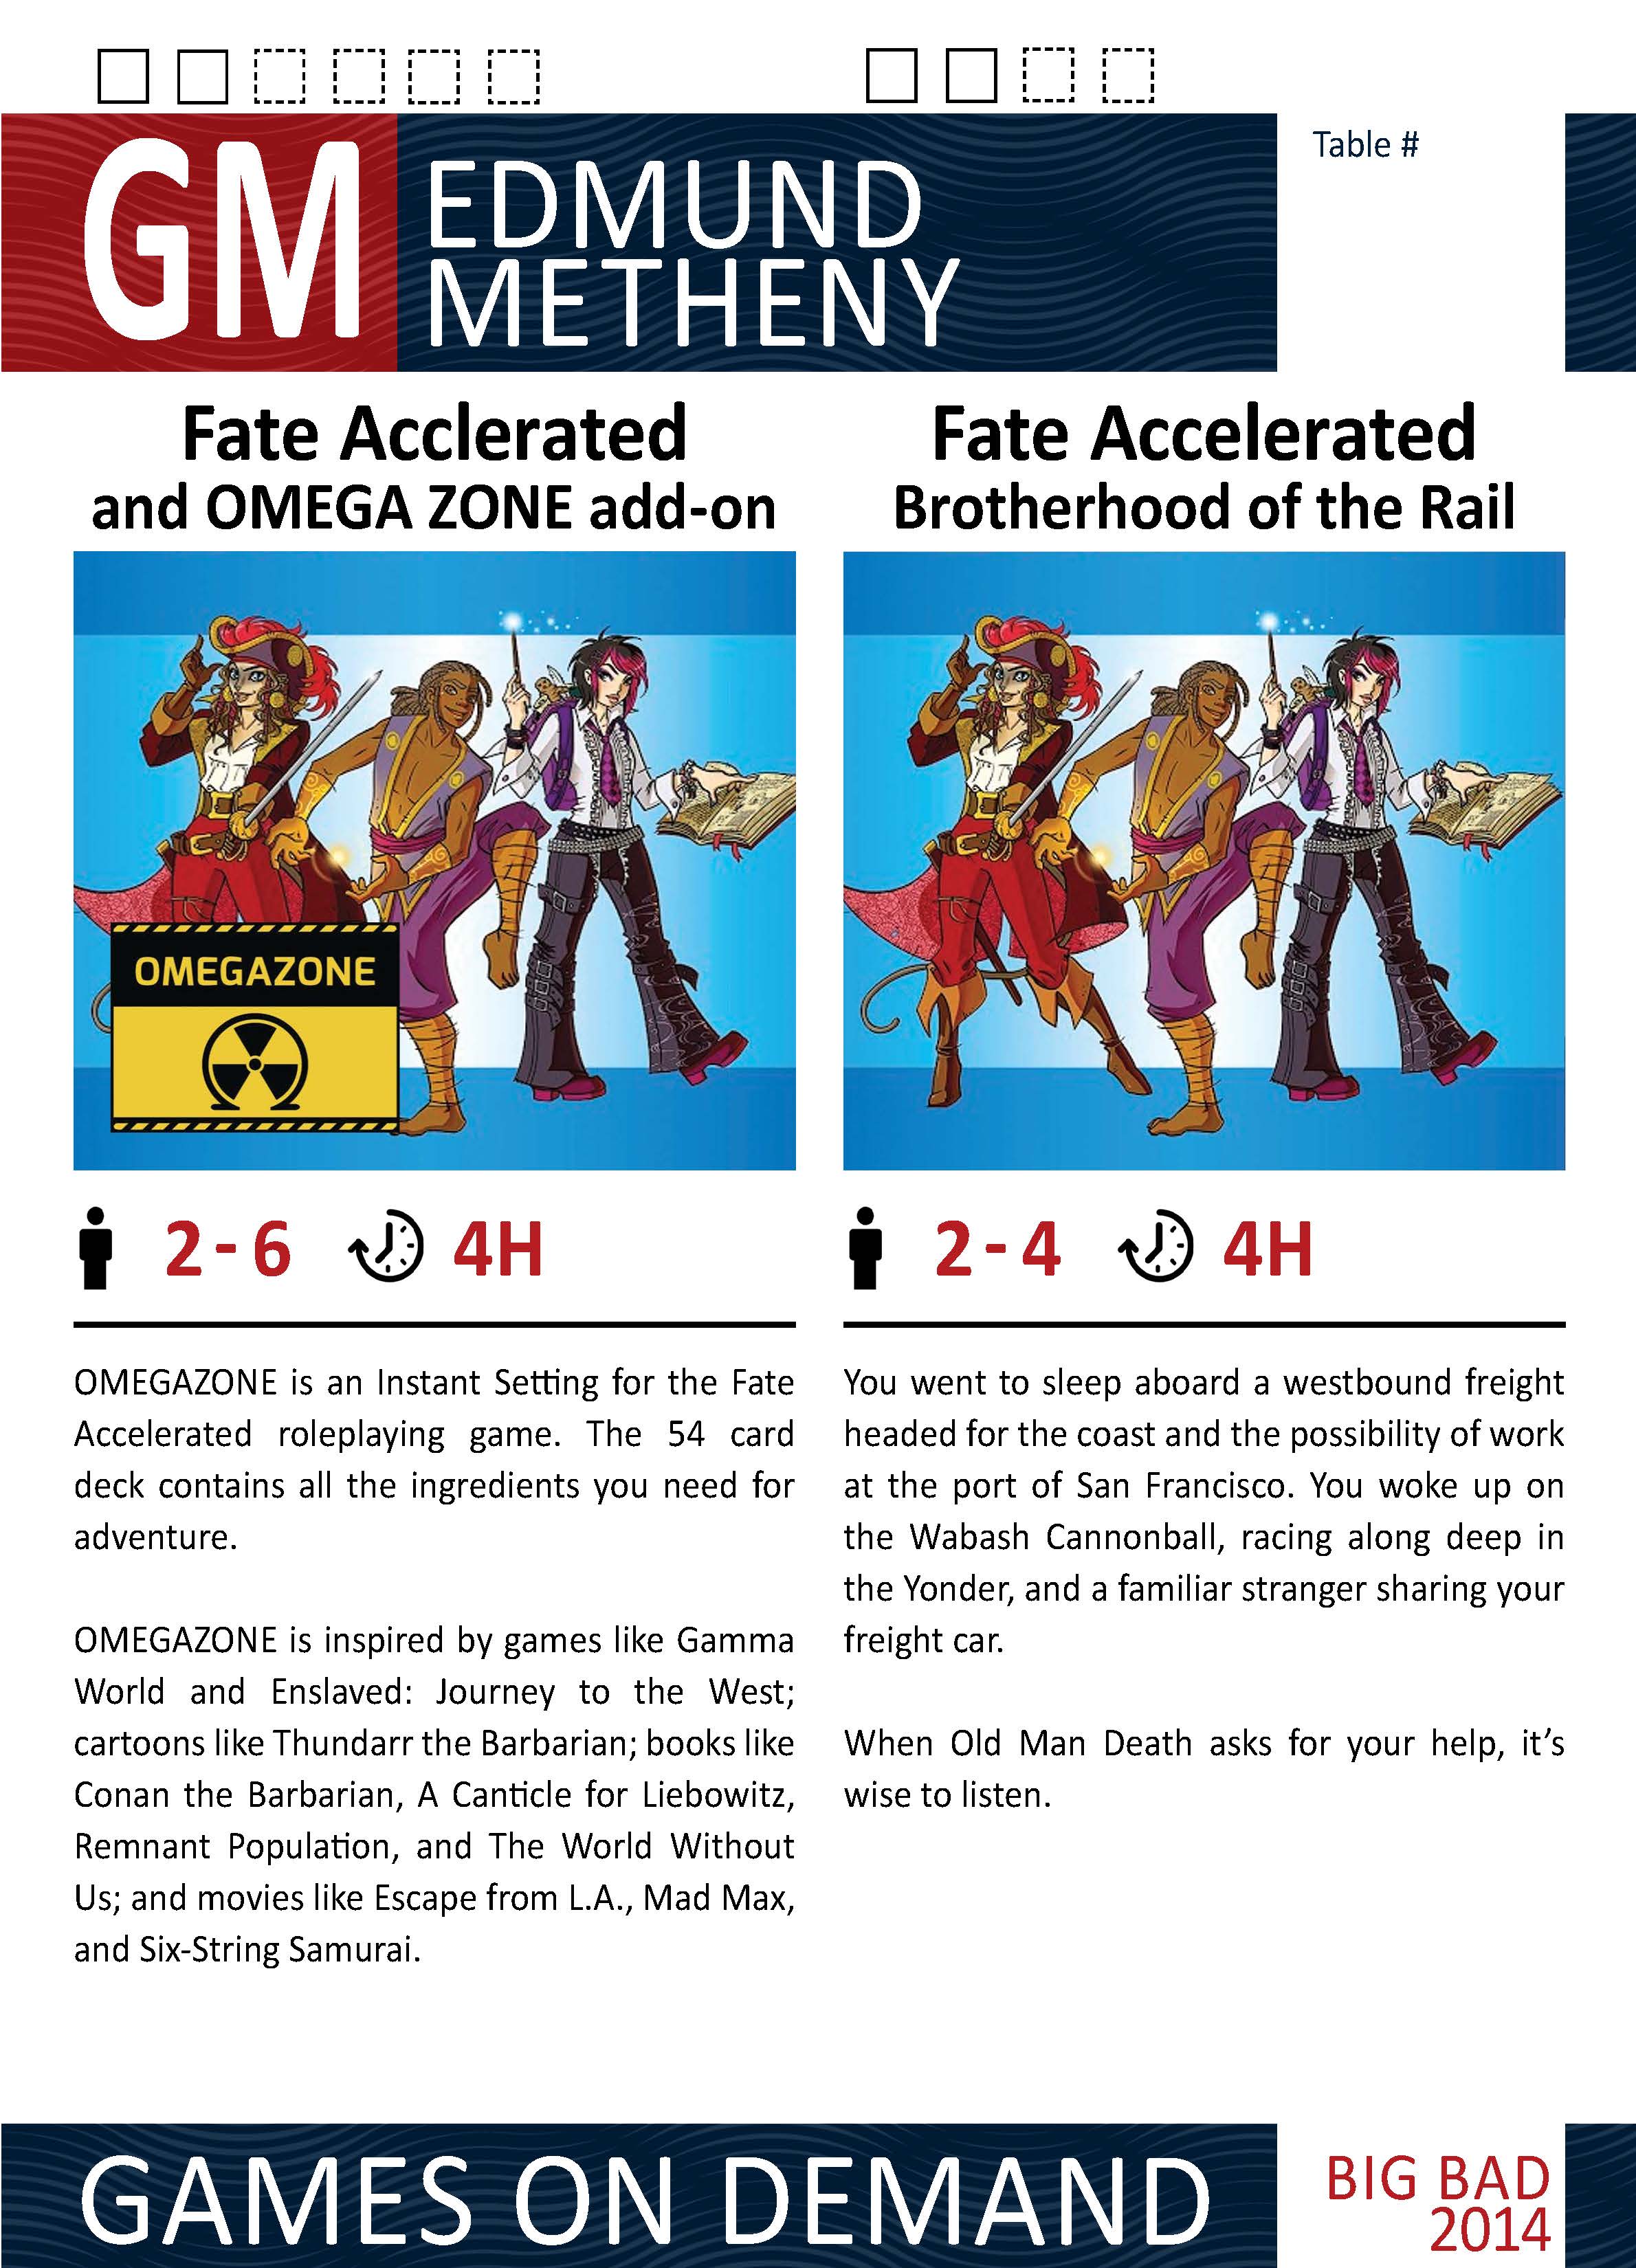 Table #
GM
EDMUND
METHENY
Fate Acclerated
and OMEGA ZONE add-on
OMEGAZONE
2 - 6
4H
OMEGAZONE is an Instant Setting for the Fate
Accelerated roleplaying game. The 54 card
deck contains all the ingredients you need for
adventure.
OMEGAZONE is inspired by games like Gamma
World and Enslaved: Journey to the West;
cartoons like Thundarr the Barbarian; books like
Conan the Barbarian, A Canticle for Liebowitz,
Remnant Population, and The World Without
Us; and movies like Escape from L.A., Mad Max,
and Six-String Samurai.
Fate Accelerated
Brotherhood of the Rail
2 - 4
4H
You went to sleep aboard a westbound freight
headed for the coast and the possibility of work
at the port of San Francisco. You woke up on
the Wabash Cannonball, racing along deep in
the Yonder, and a familiar stranger sharing your
freight car.
When Old Man Death asks for your help, it’s
wise to listen.
GAMES ON DEMAND
BIG BAD
2014